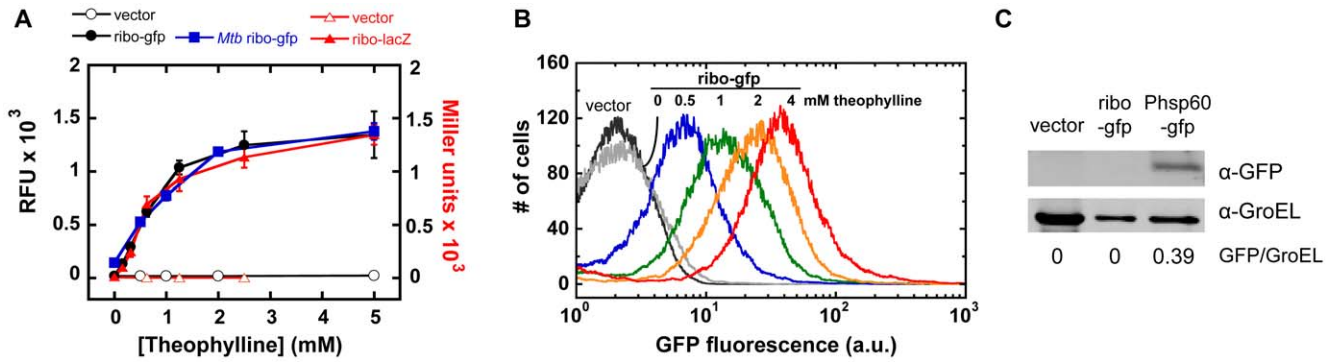 A
vector
vector
ribo-gfp
Mtb ribo-gfp
ribo-lacZ
2
1.5
1
0.5
0
RFU x 10³
2
1.5
1
0.5
0
Miller units x 10³
0 1 2 3 4 5
[Theophylline] (mM)
B
160
120
80
40
0
# of cells
ribo-gfp
vector
0 0.5 1 2 4 mM theophylline
10⁰ 10¹ 10² 10³
GFP fluorescence (a.u.)
C
vector
ribo
-gfp
Phsp60
-gfp
α-GFP
α-GroEL
0 0 0.39 GFP/GroEL